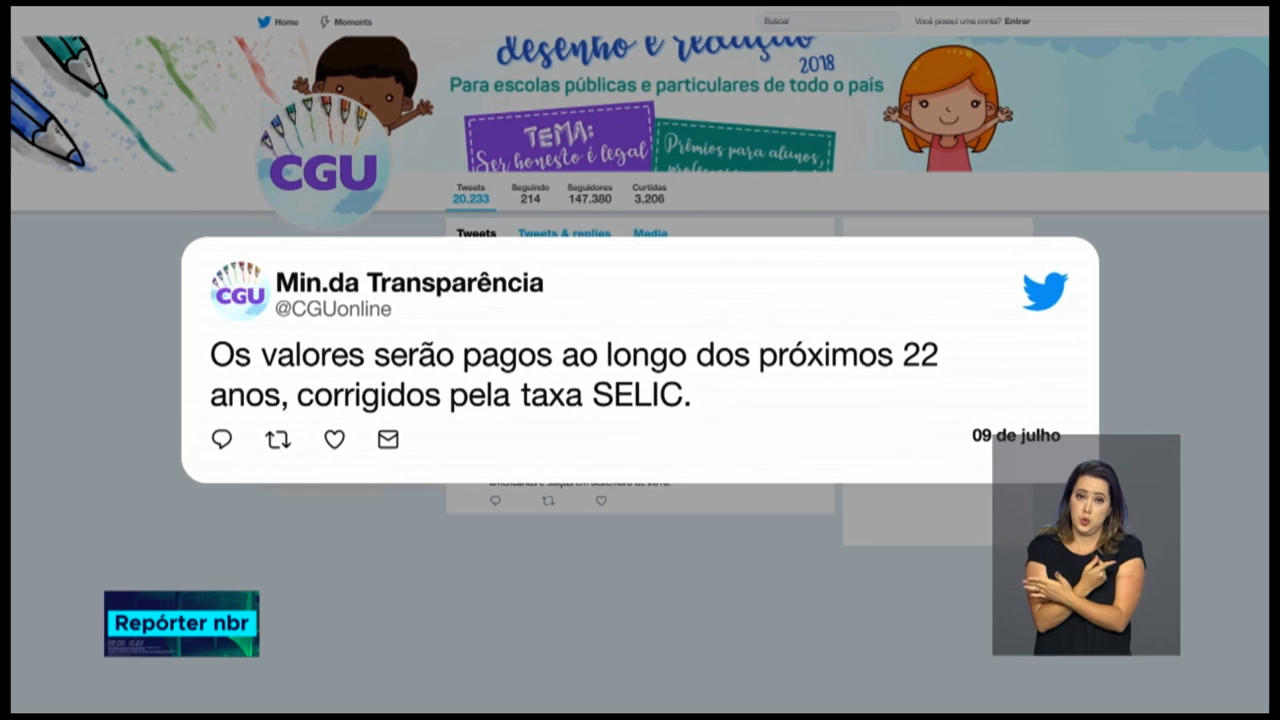 Home
Moments
Buscar
Você possui uma conta? Entrar
desenho e redação
2018
Para escolas públicas e particulares de todo o país
TEMA:
Ser honesto é legal
Prêmios para alunos,
CGU
Tweets
Seguindo
Seguidores
Curtidas
20.233
214
147.380
3.206
Tweets
Tweets & replies
Media
CGU
Min.da Transparência
@CGUonline
Os valores serão pagos ao longo dos próximos 22
anos, corrigidos pela taxa SELIC.
09 de julho
Repórter nbr